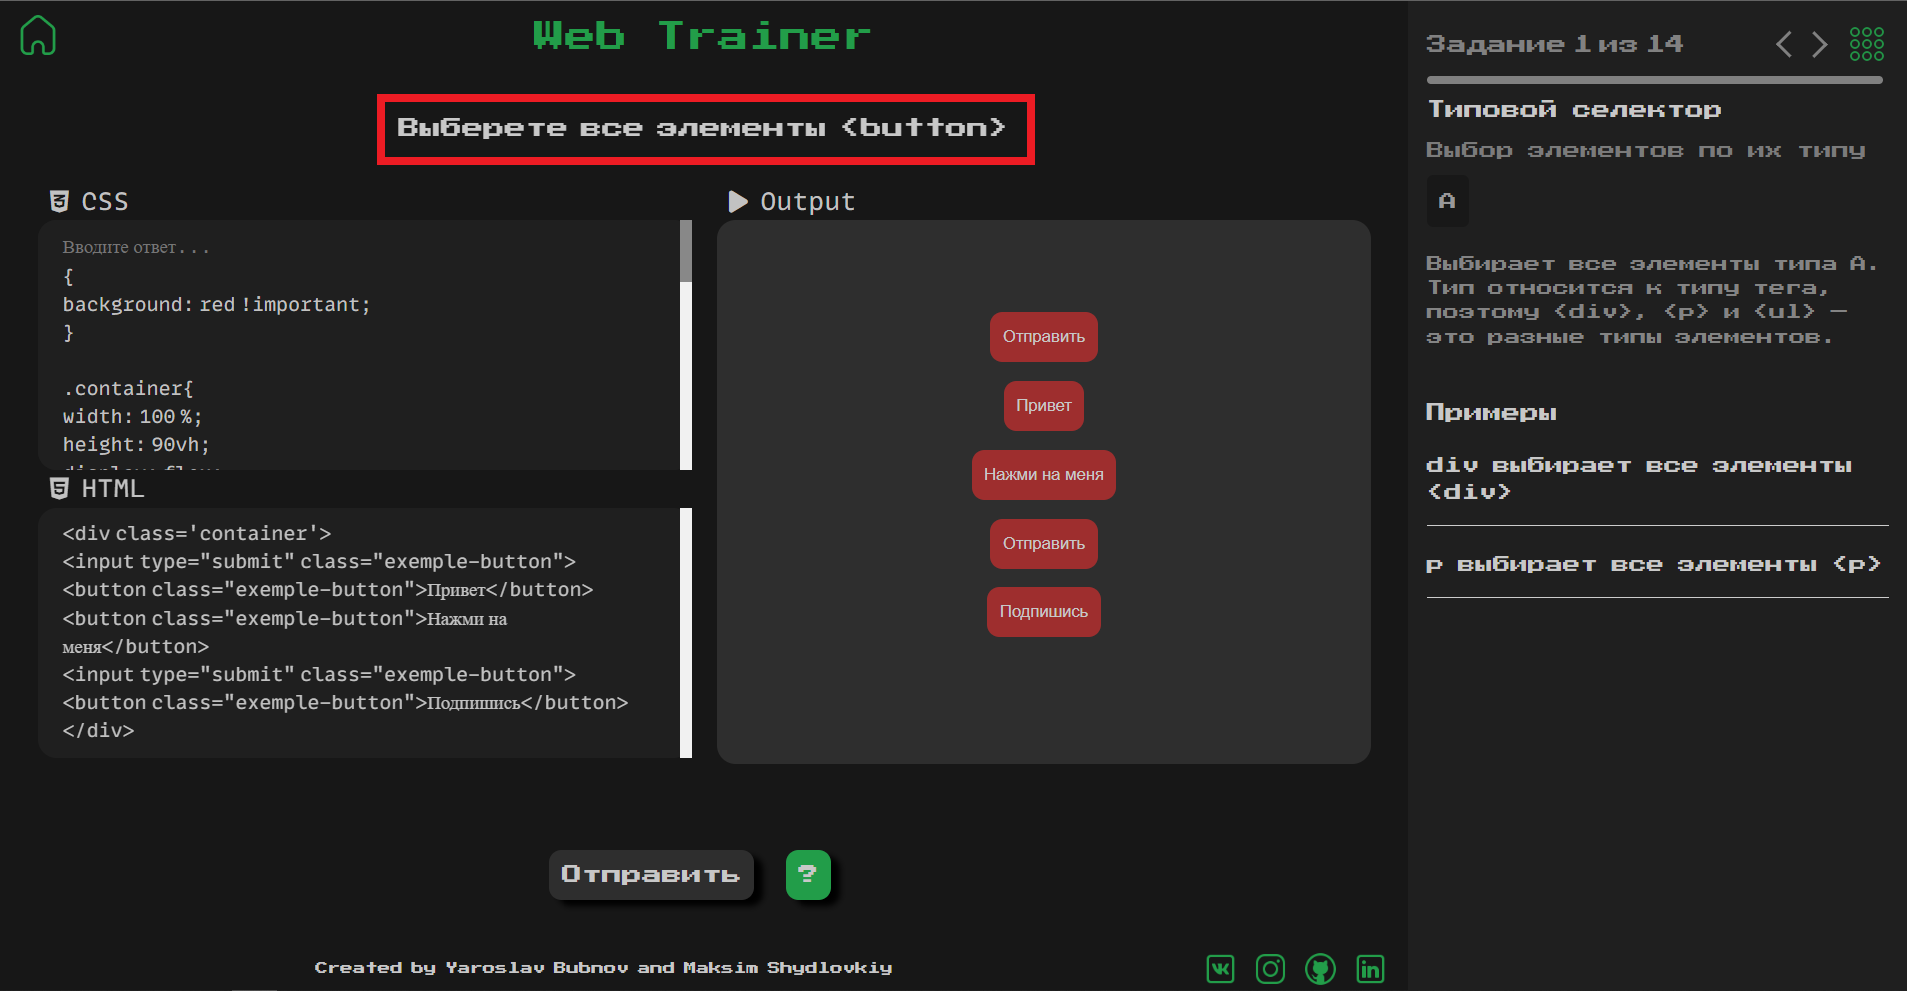 Web Trainer
Выберете все элементы <button>
CSS
Вводите ответ...
{
background: red !important;
}
.container{
width: 100%;
height: 90vh;
HTML
<div class='container'>
<input type="submit" class="exemple-button">
<button class="exemple-button">Привет</button>
<button class="exemple-button">Нажми на
меня</button>
<input type="submit" class="exemple-button">
<button class="exemple-button">Подпишись</button>
</div>
Output
Отправить
Привет
Нажми на меня
Отправить
Подпишись
Отправить
?
Created by Yaroslav Bubnov and Maksim Shydlovkiy
Задание 1 из 14
Типовой селектор
Выбор элементов по их типу
A
Выбирает все элементы типа A.
Тип относится к типу тега,
поэтому <div>, <p> и <ul> —
это разные типы элементов.
Примеры
div выбирает все элементы
<div>
p выбирает все элементы <p>